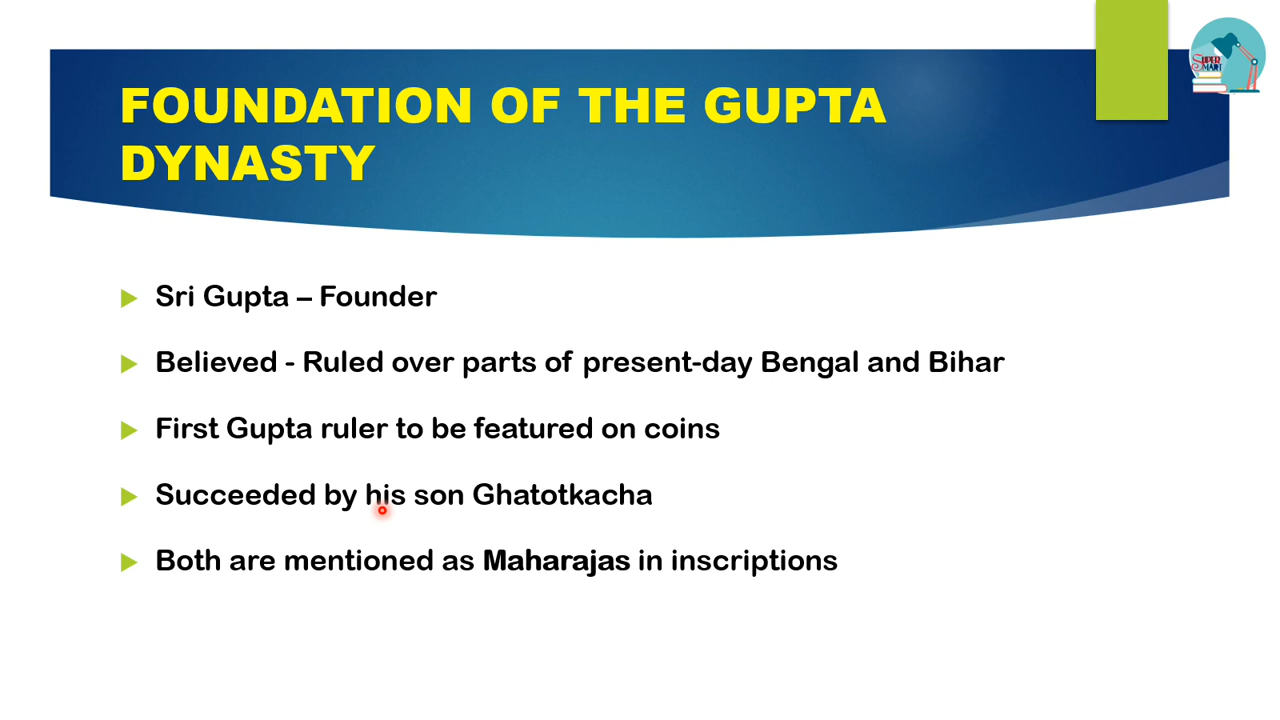 FOUNDATION OF THE GUPTA
DYNASTY
SUPER
SMART
Sri Gupta – Founder
Believed - Ruled over parts of present-day Bengal and Bihar
First Gupta ruler to be featured on coins
Succeeded by his son Ghatotkacha
Both are mentioned as Maharajas in inscriptions